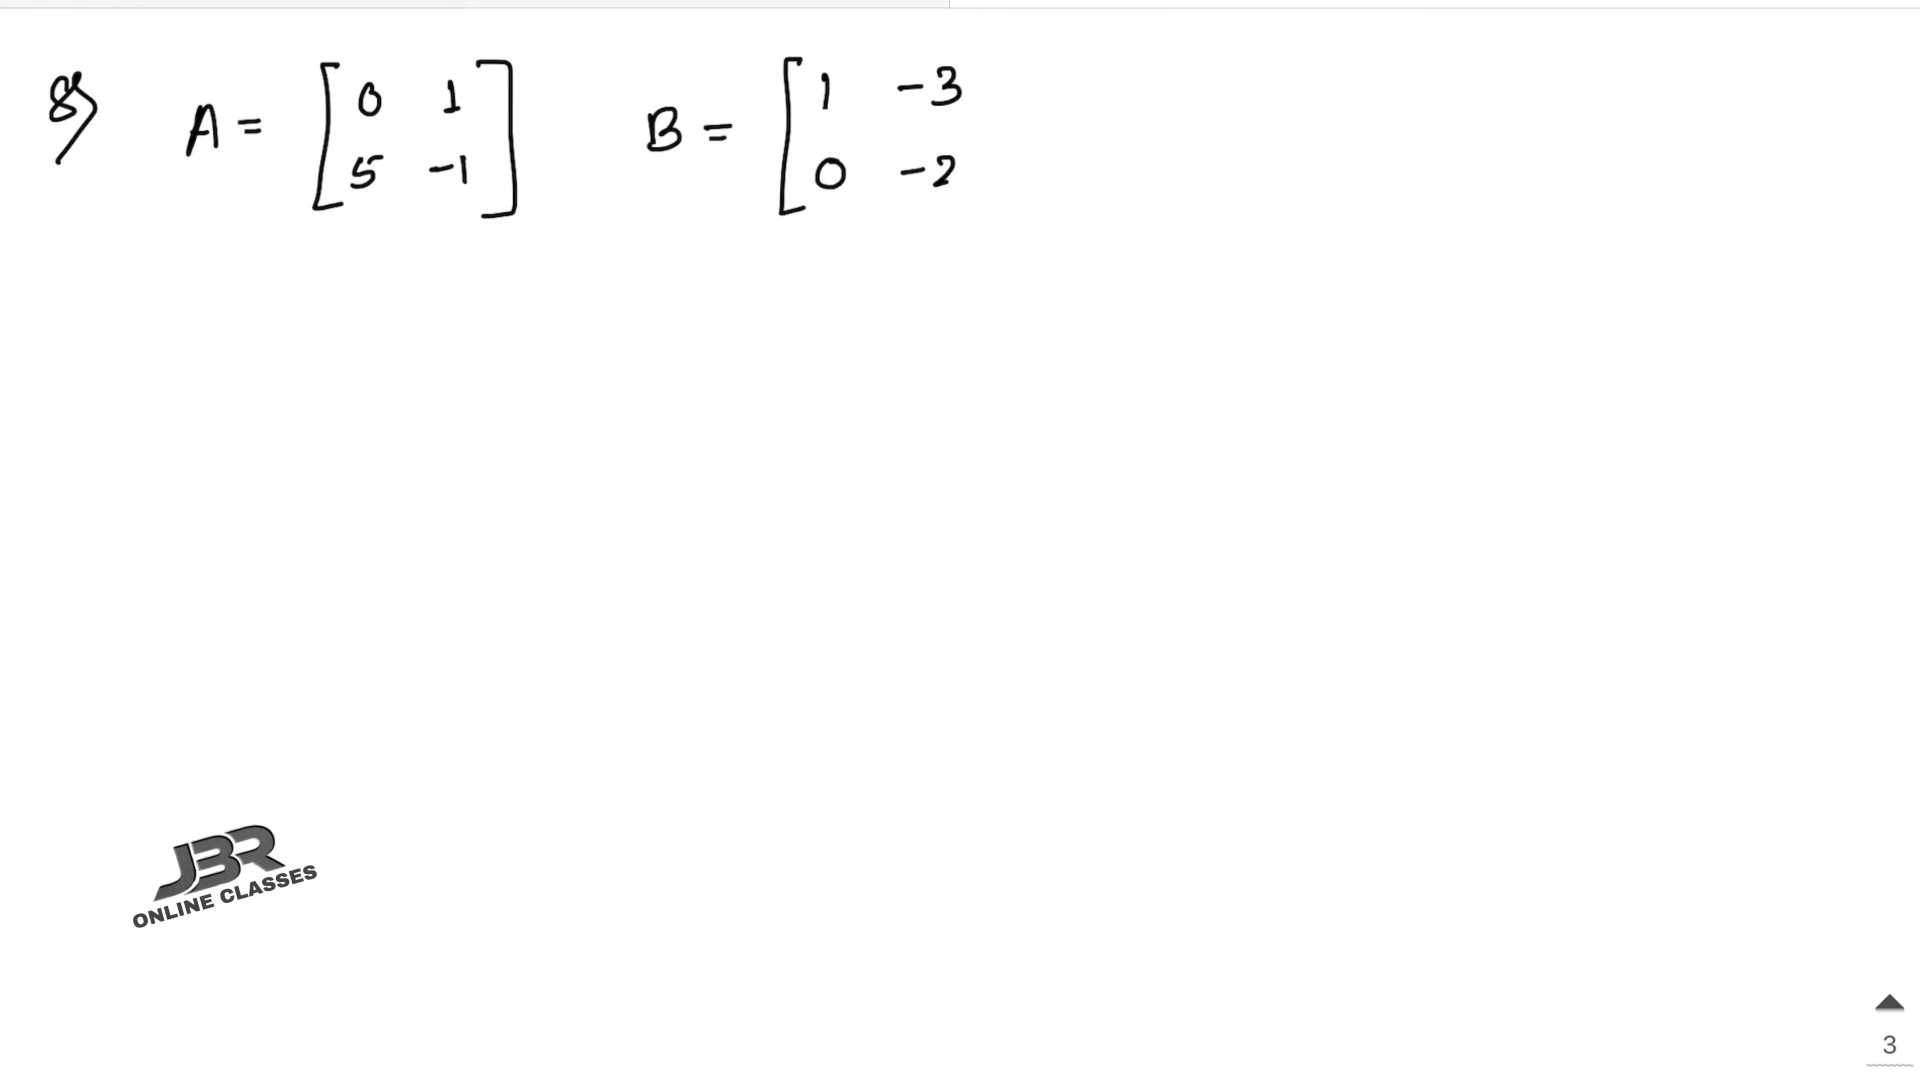 8) A = [0 1 B = [1 -3
5 -1] 0 -2
JBR
ONLINE CLASSES
3